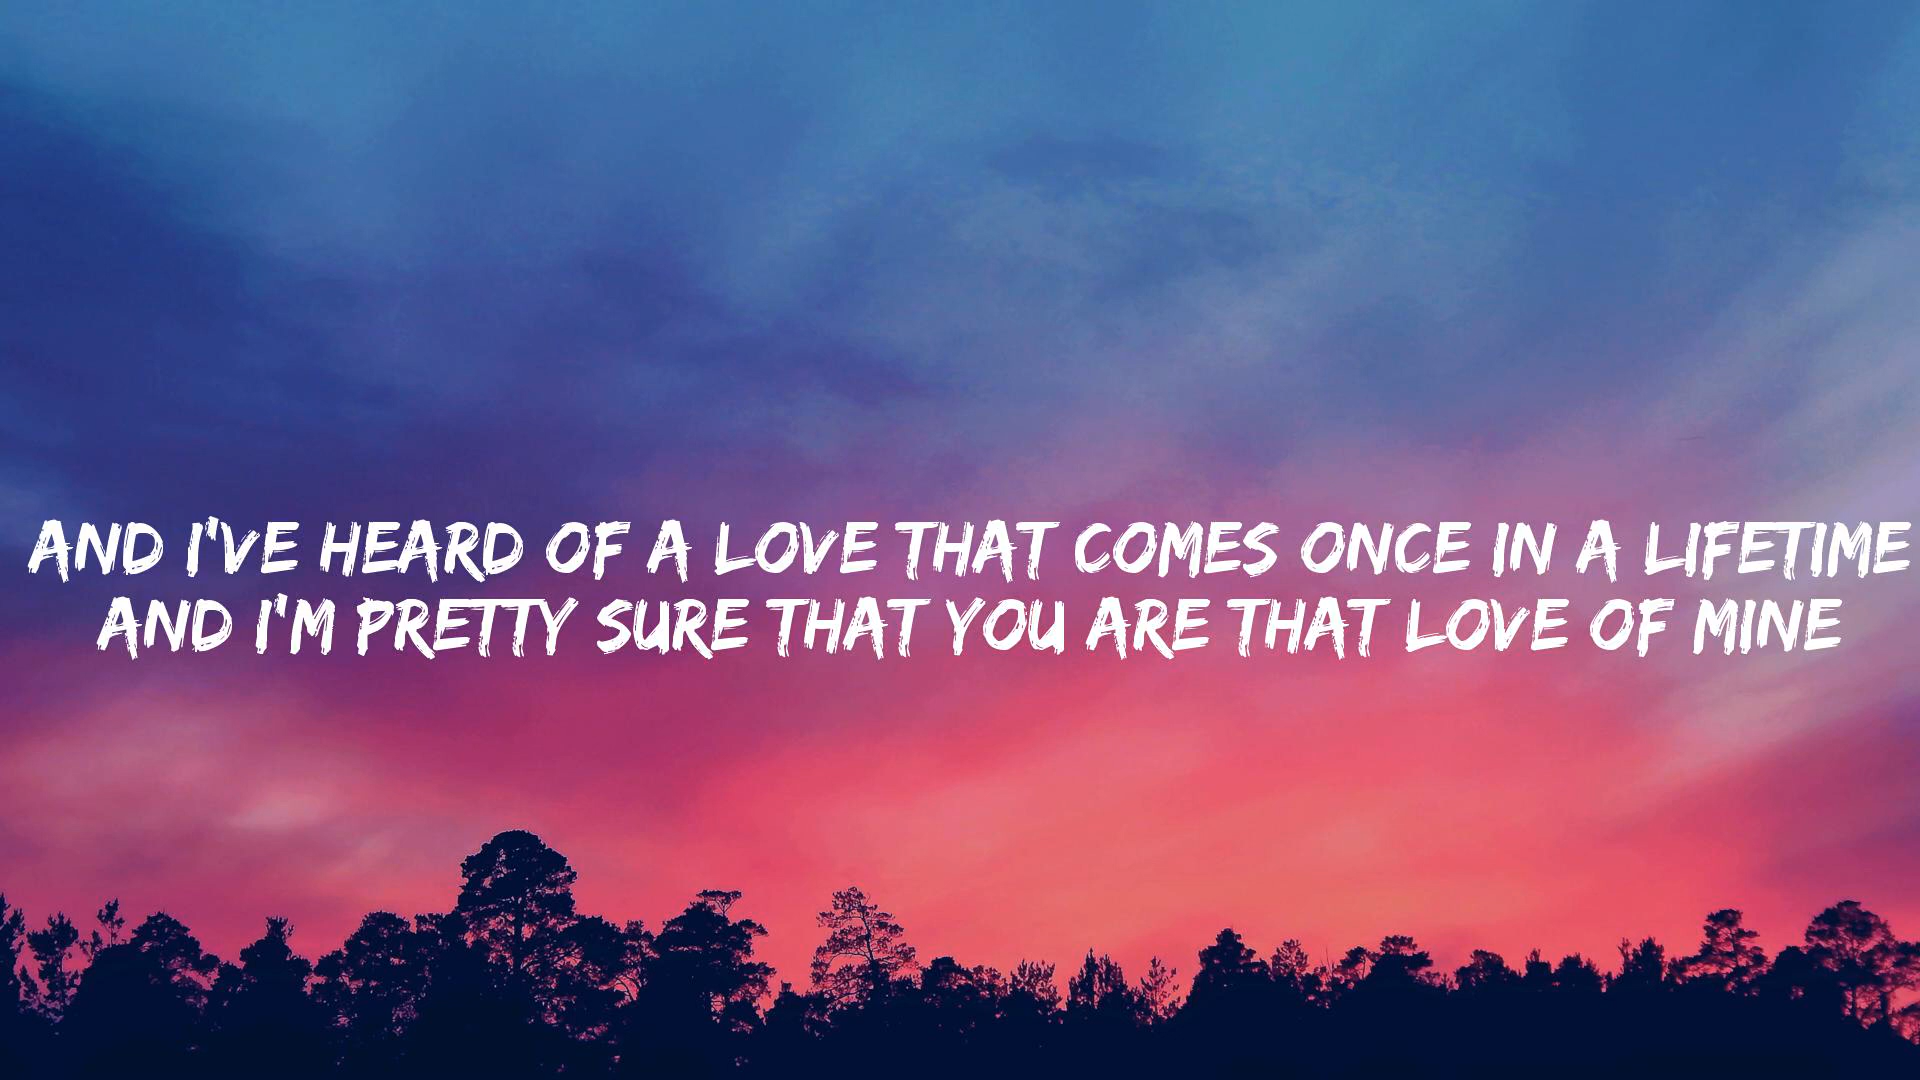 AND I'VE HEARD OF A LOVE THAT COMES ONCE IN A LIFETIME
AND I'M PRETTY SURE THAT YOU ARE THAT LOVE OF MINE